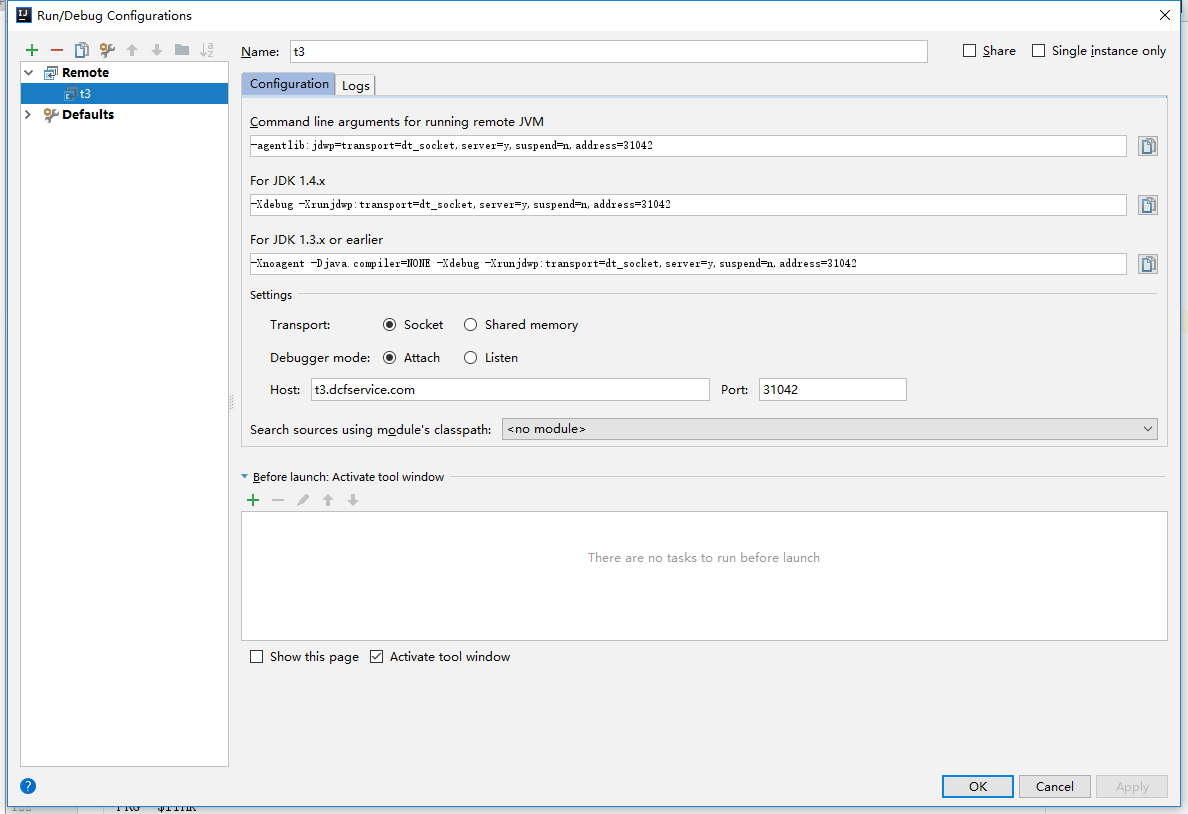 Run/Debug Configurations
Name: t3
Share
Single instance only
Remote
t3
Defaults
Configuration
Logs
Command line arguments for running remote JVM
-agentlib:jdwp=transport=dt_socket,server=y,suspend=n,address=31042
For JDK 1.4.x
-Xdebug -Xrunjdwp:transport=dt_socket,server=y,suspend=n,address=31042
For JDK 1.3.x or earlier
-Xnoagent -Djava.compiler=NONE -Xdebug -Xrunjdwp:transport=dt_socket,server=y,suspend=n,address=31042
Settings
Transport: Socket Shared memory
Debugger mode: Attach Listen
Host: t3.dcfservice.com Port: 31042
Search sources using module's classpath: <no module>
Before launch: Activate tool window
There are no tasks to run before launch
Show this page Activate tool window
OK Cancel Apply